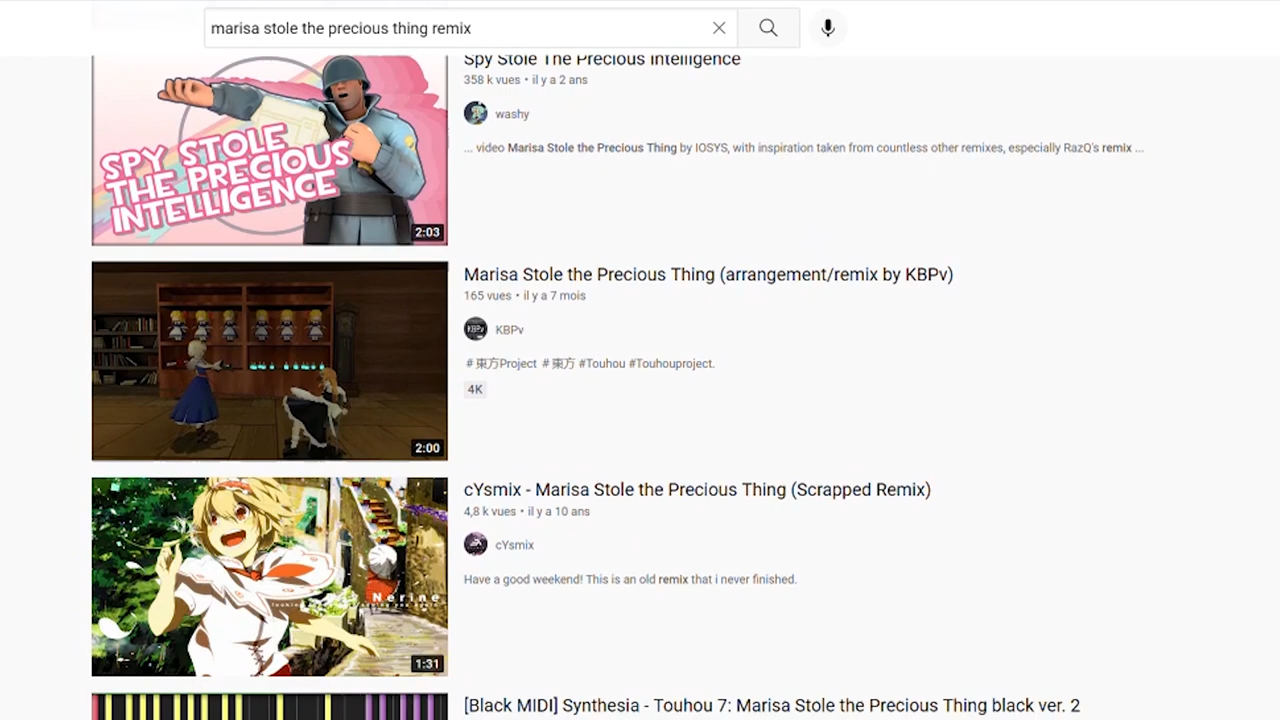 marisa stole the precious thing remix
Spy Stole The Precious Intelligence
358 k vues • il y a 2 ans
washy
... video Marisa Stole the Precious Thing by IOSYS, with inspiration taken from countless other remixes, especially RazQ's remix ...
SPY STOLE
THE PRECIOUS
INTELLIGENCE
2:03
Marisa Stole the Precious Thing (arrangement/remix by KBPv)
165 vues • il y a 7 mois
KBPv
KBPv
#東方Project #東方 #Touhou #Touhouproject.
4K
2:00
cYsmix - Marisa Stole the Precious Thing (Scrapped Remix)
4,8 k vues • il y a 10 ans
cYsmix
Have a good weekend! This is an old remix that i never finished.
Nerine
1:31
[Black MIDI] Synthesia - Touhou 7: Marisa Stole the Precious Thing black ver. 2